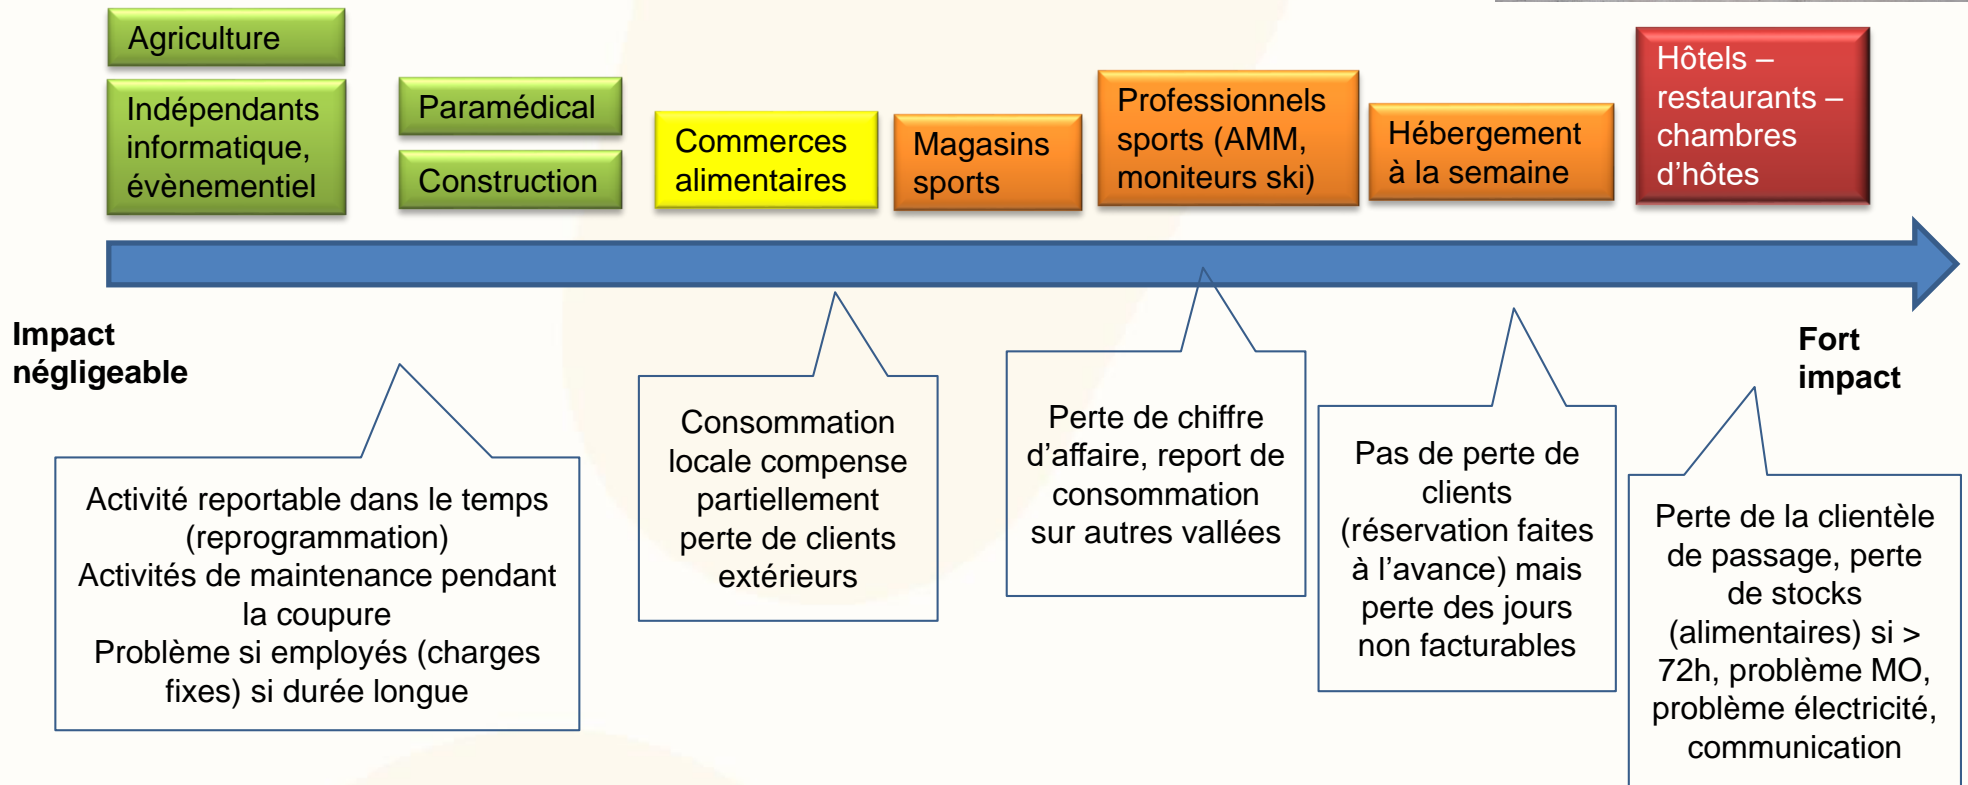 Agriculture
Indépendants
informatique,
évènementiel
Paramédical
Construction
Commerces
alimentaires
Magasins
sports
Professionnels
sports (AMM,
moniteurs ski)
Hébergement
à la semaine
Hôtels –
restaurants –
chambres
d’hôtes
Impact
négligeable
Fort
impact
Activité reportable dans le temps
(reprogrammation)
Activités de maintenance pendant
la coupure
Problème si employés (charges
fixes) si durée longue
Consommation
locale compense
partiellement
perte de clients
extérieurs
Perte de chiffre
d’affaire, report de
consommation
sur autres vallées
Pas de perte de
clients
(réservation faites
à l’avance) mais
perte des jours
non facturables
Perte de la clientèle
de passage, perte
de stocks
(alimentaires) si >
72h, problème MO,
problème électricité,
communication